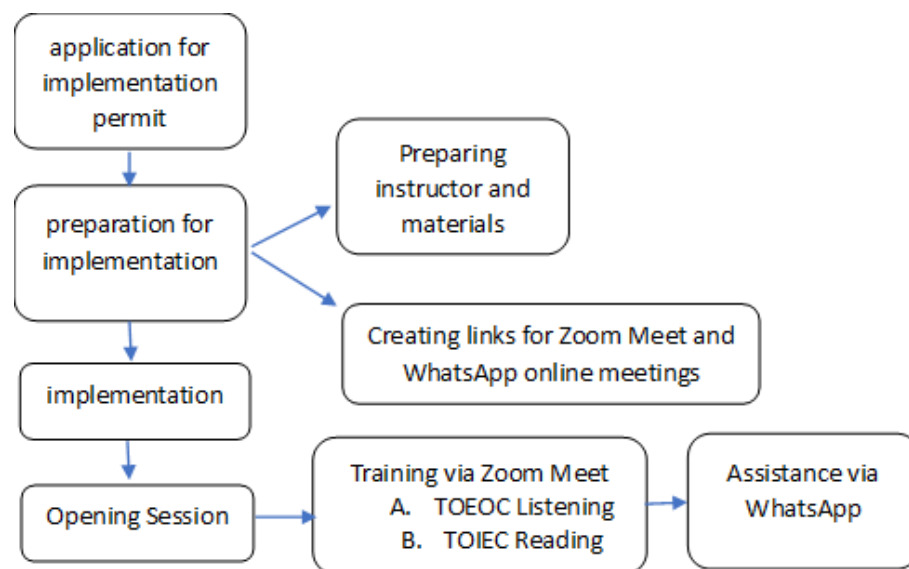 application for
implementation
permit
Preparing
instructor and
materials
preparation for
implementation
Creating links for Zoom Meet and
WhatsApp online meetings
implementation
Training via Zoom Meet
A. TOEOC Listening
B. TOIEC Reading
Assistance via
WhatsApp
Opening Session